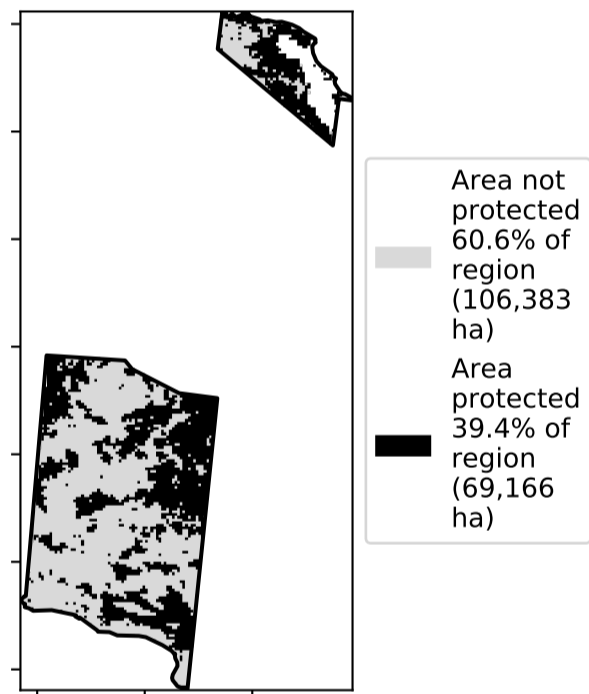 Area not
protected
60.6% of
region
(106,383
ha)
Area
protected
39.4% of
region
(69,166
ha)